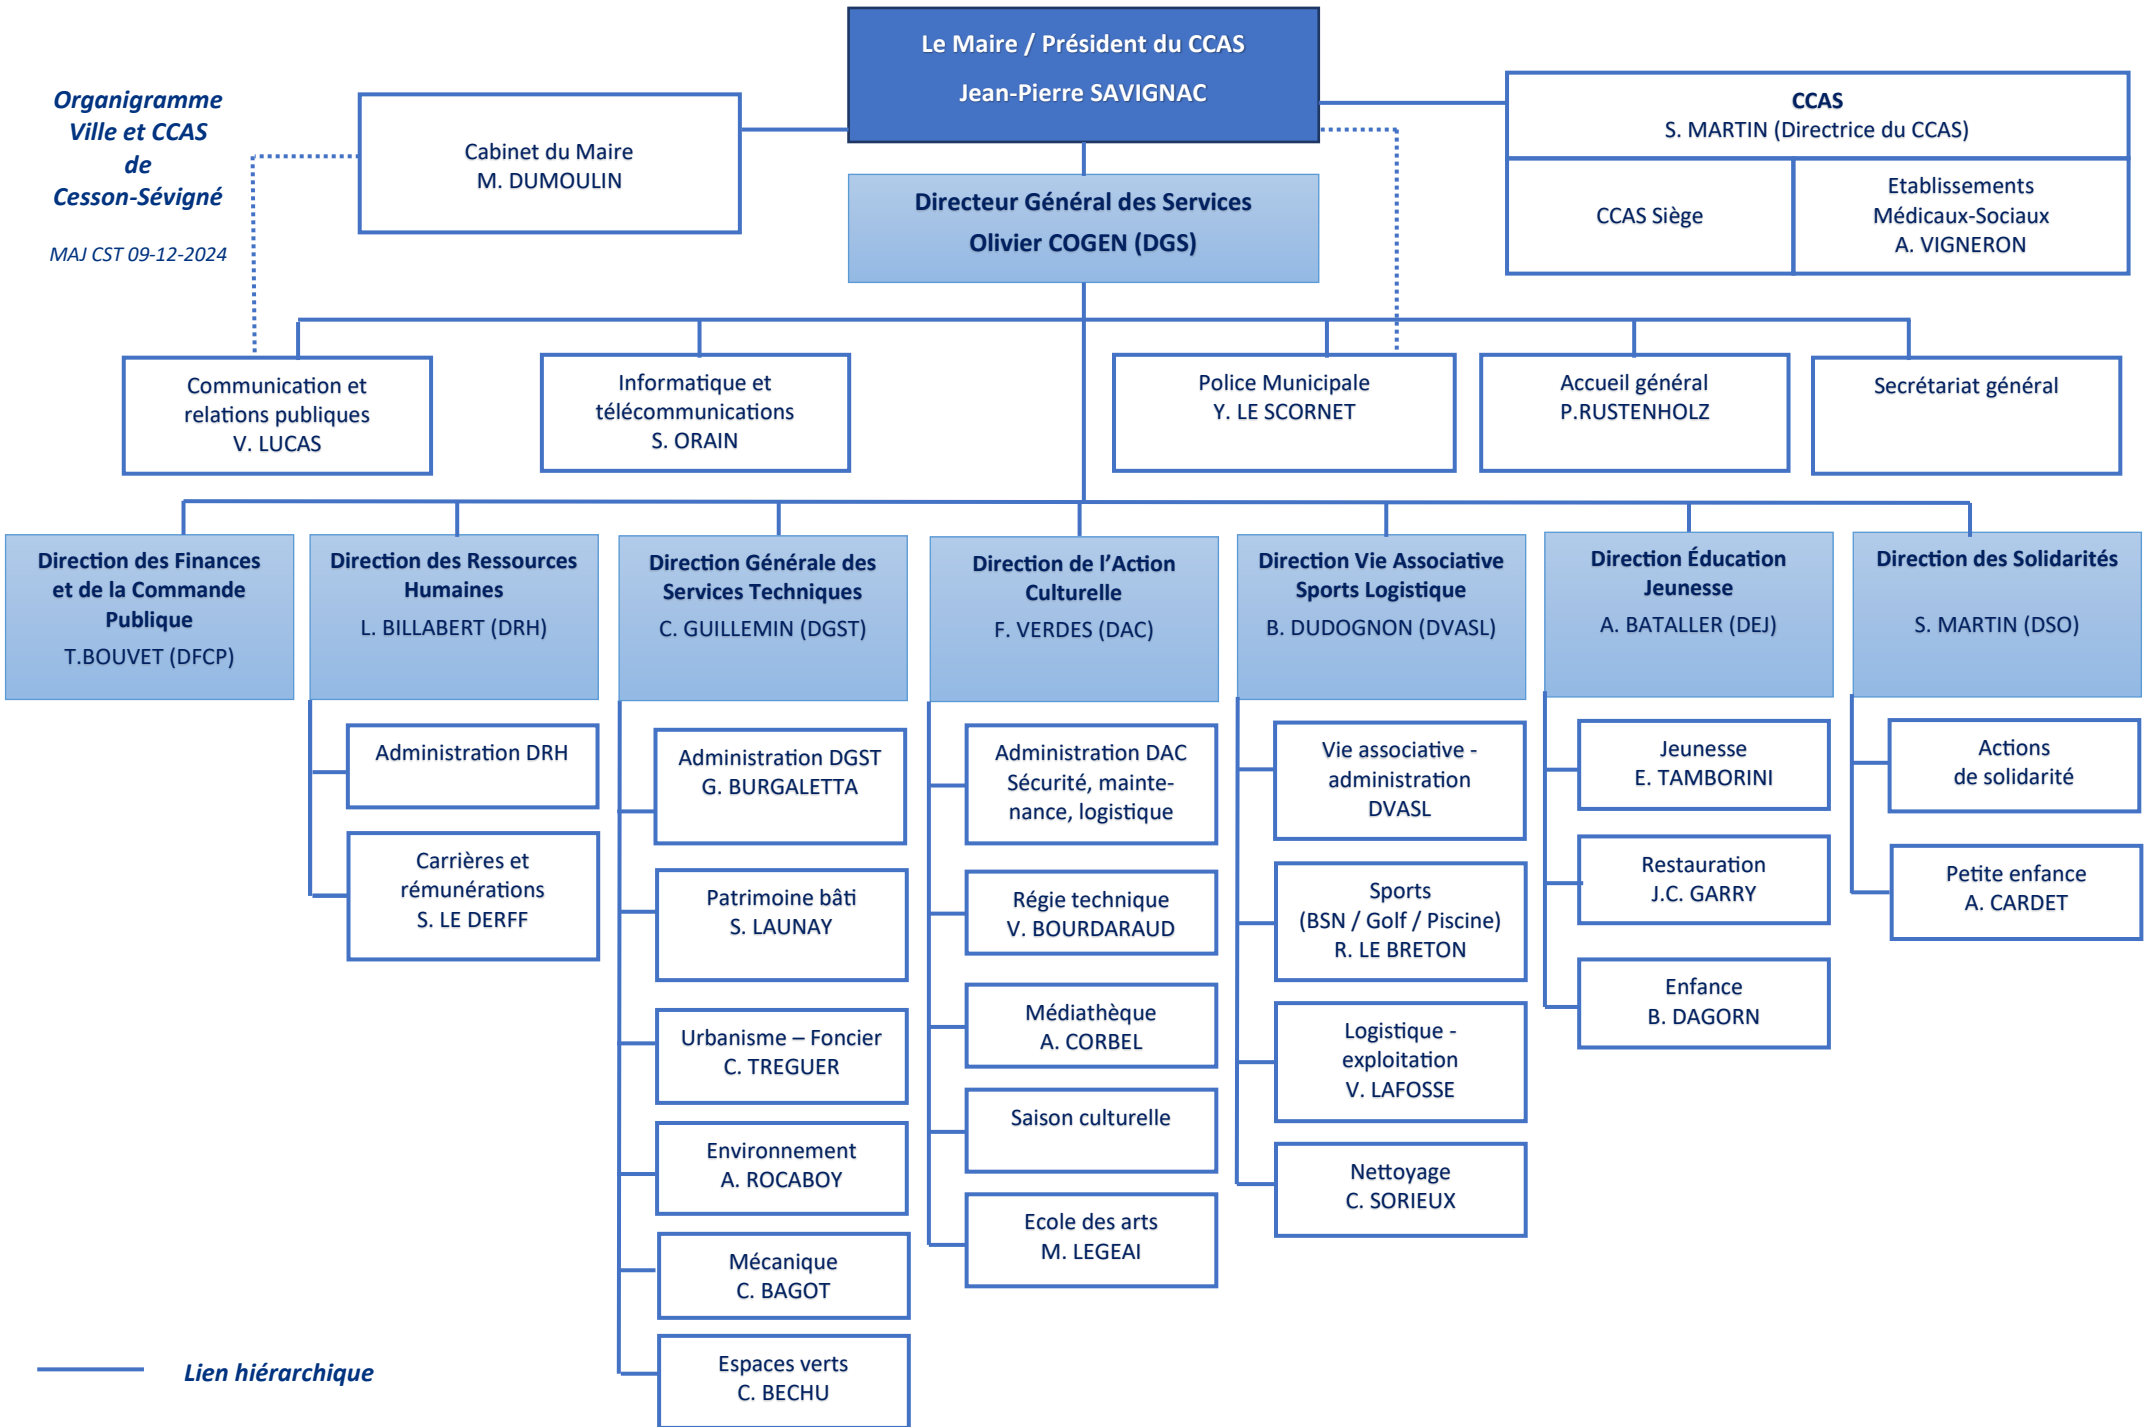 Le Maire / Président du CCAS
Jean-Pierre SAVIGNAC
Organigramme
Ville et CCAS
de
Cesson-Sévigné
MAJ CST 09-12-2024
Cabinet du Maire
M. DUMOULIN
CCAS
S. MARTIN (Directrice du CCAS)
CCAS Siège
Etablissements
Médicaux-Sociaux
A. VIGNERON
Directeur Général des Services
Olivier COGEN (DGS)
Communication et
relations publiques
V. LUCAS
Informatique et
télécommunications
S. ORAIN
Police Municipale
Y. LE SCORNET
Accueil général
P.RUSTENHOLZ
Secrétariat général
Direction des Finances
et de la Commande
Publique
T.BOUVET (DFCP)
Direction des Ressources
Humaines
L. BILLABERT (DRH)
Administration DRH
Carrières et
rémunérations
S. LE DERFF
Direction Générale des
Services Techniques
C. GUILLEMIN (DGST)
Administration DGST
G. BURGALETTA
Patrimoine bâti
S. LAUNAY
Urbanisme – Foncier
C. TREGUER
Environnement
A. ROCABOY
Mécanique
C. BAGOT
Espaces verts
C. BECHU
Direction de l’Action
Culturelle
F. VERDES (DAC)
Administration DAC
Sécurité, mainte-
nance, logistique
Régie technique
V. BOURDARAUD
Médiathèque
A. CORBEL
Saison culturelle
Ecole des arts
M. LEGEAI
Direction Vie Associative
Sports Logistique
B. DUDOGNON (DVASL)
Vie associative -
administration
DVASL
Sports
(BSN / Golf / Piscine)
R. LE BRETON
Logistique -
exploitation
V. LAFOSSE
Nettoyage
C. SORIEUX
Direction Éducation
Jeunesse
A. BATALLER (DEJ)
Jeunesse
E. TAMBORINI
Restauration
J.C. GARRY
Enfance
B. DAGORN
Direction des Solidarités
S. MARTIN (DSO)
Actions
de solidarité
Petite enfance
A. CARDET
Lien hiérarchique